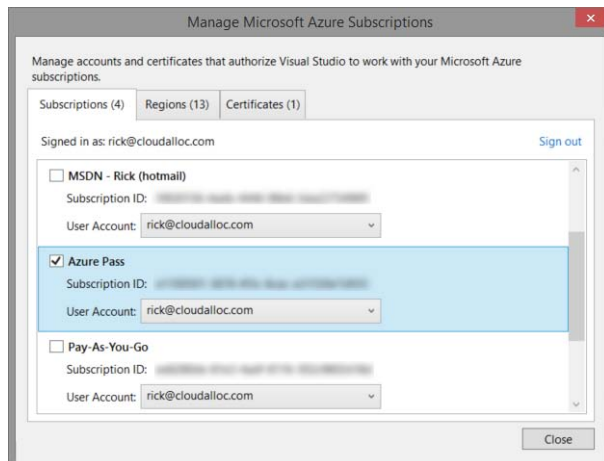 Manage Microsoft Azure Subscriptions
Manage accounts and certificates that authorize Visual Studio to work with your Microsoft Azure
subscriptions.
Subscriptions (4) Regions (13) Certificates (1)
Signed in as: rick@cloudalloc.com Sign out
MSDN - Rick (hotmail)
Subscription ID:
User Account: rick@cloudalloc.com
Azure Pass
Subscription ID:
User Account: rick@cloudalloc.com
Pay-As-You-Go
Subscription ID:
User Account: rick@cloudalloc.com
Close